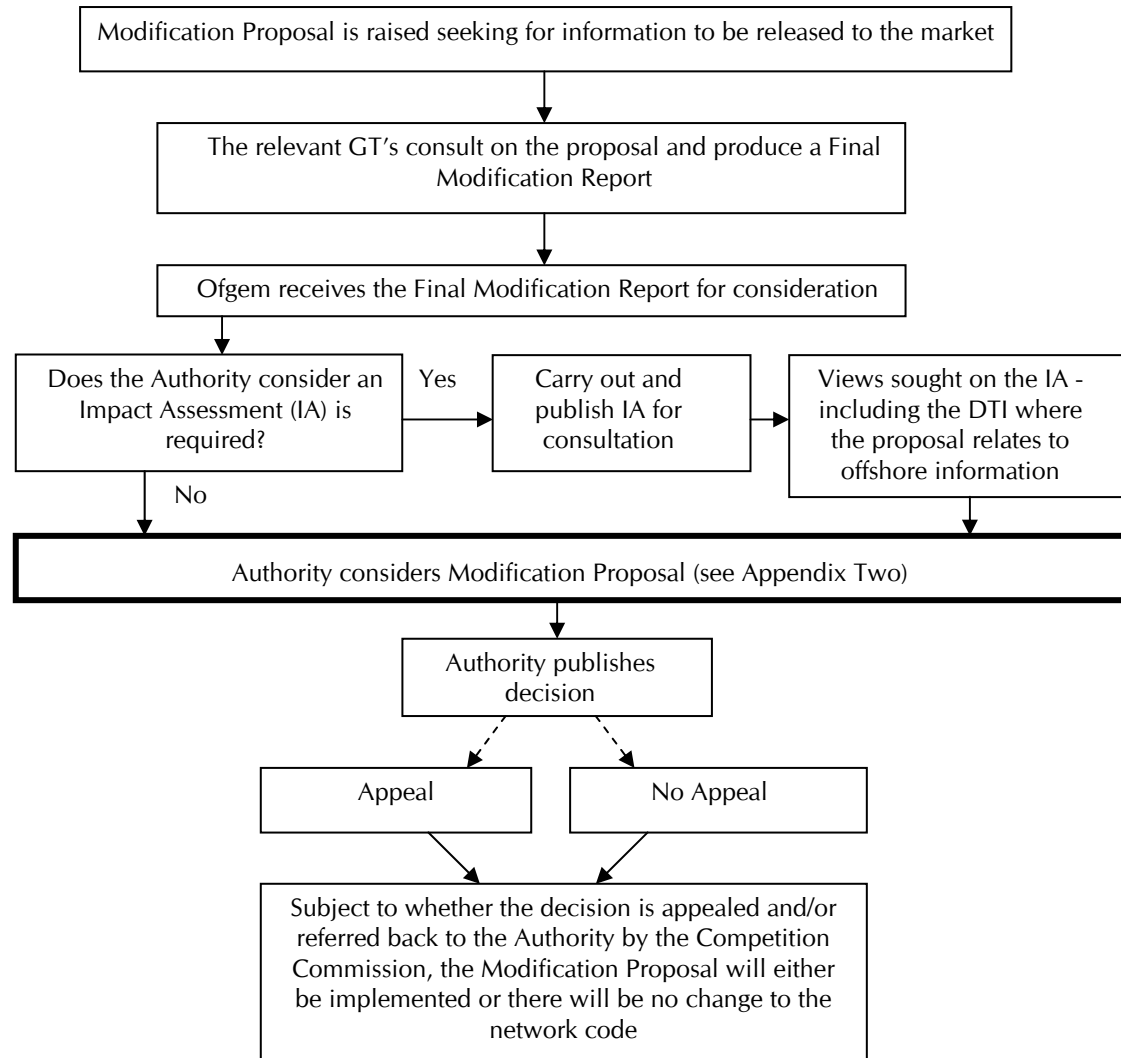 Modification Proposal is raised seeking for information to be released to the market
The relevant GT's consult on the proposal and produce a Final
Modification Report
Ofgem receives the Final Modification Report for consideration
Does the Authority consider an
Impact Assessment (IA) is
required?
Yes
Carry out and
publish IA for
consultation
Views sought on the IA -
including the DTI where
the proposal relates to
offshore information
No
Authority considers Modification Proposal (see Appendix Two)
Authority publishes
decision
Appeal
No Appeal
Subject to whether the decision is appealed and/or
referred back to the Authority by the Competition
Commission, the Modification Proposal will either
be implemented or there will be no change to the
network code